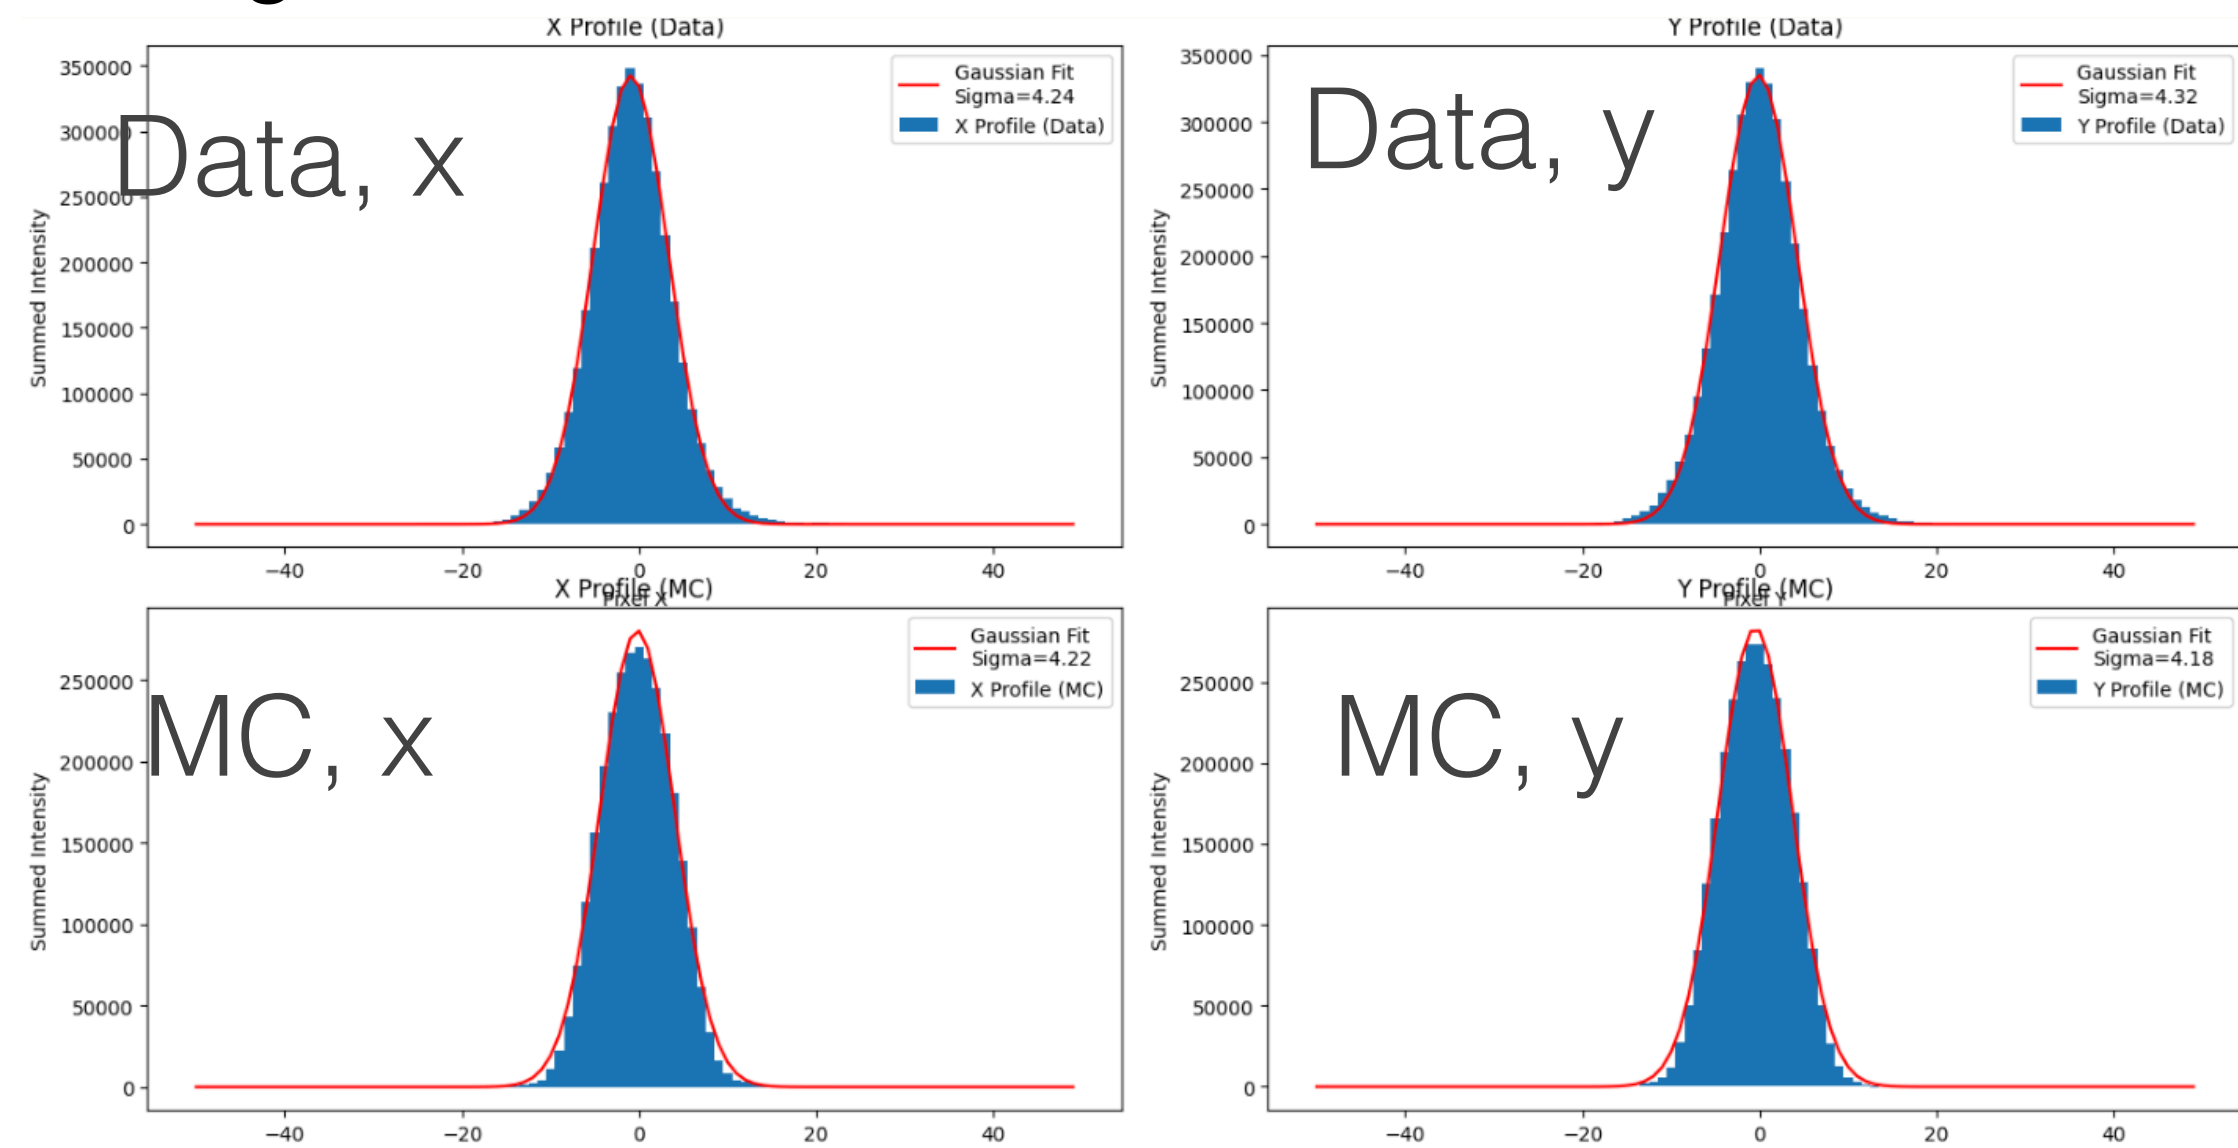 X Profile (Data)
350000
300000
250000
200000
150000
100000
50000
0
Summed Intensity
Data, x
Gaussian Fit
Sigma=4.24
X Profile (Data)
−40 −20 0 20 40
Pixel X
Y Profile (Data)
350000
300000
250000
200000
150000
100000
50000
0
Summed Intensity
Data, y
Gaussian Fit
Sigma=4.32
Y Profile (Data)
−40 −20 0 20 40
Pixel Y
X Profile (MC)
250000
200000
150000
100000
50000
0
Summed Intensity
MC, x
Gaussian Fit
Sigma=4.22
X Profile (MC)
−40 −20 0 20 40
Y Profile (MC)
250000
200000
150000
100000
50000
0
Summed Intensity
MC, y
Gaussian Fit
Sigma=4.18
Y Profile (MC)
−40 −20 0 20 40